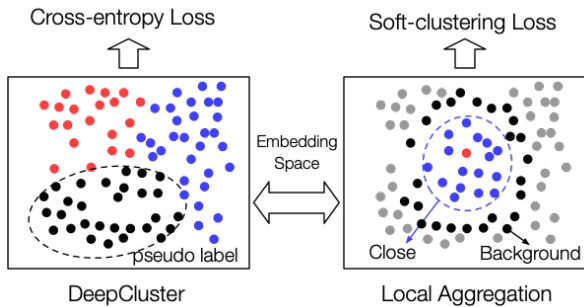 Cross-entropy Loss
Soft-clustering Loss
Embedding
Space
pseudo label
Close
Background
DeepCluster
Local Aggregation